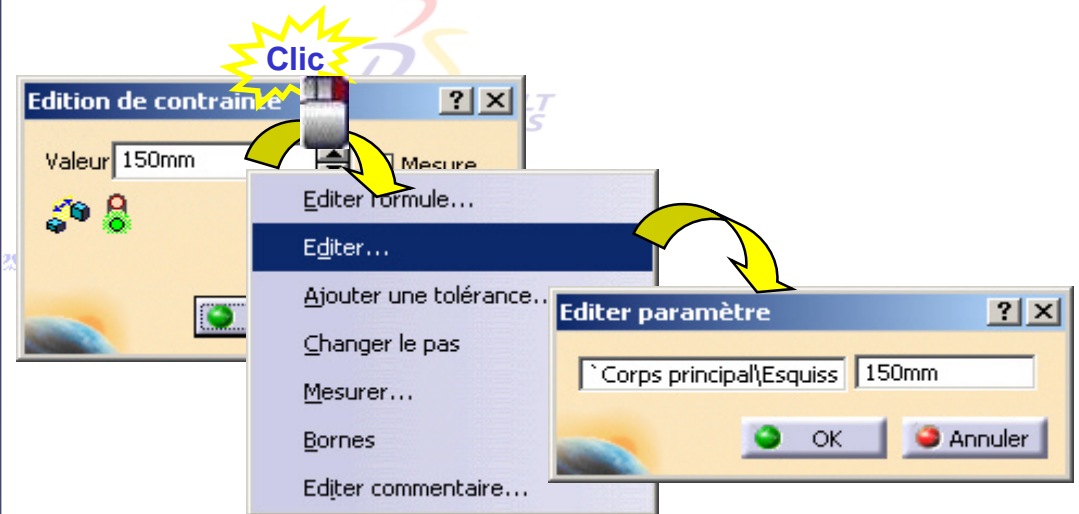 Clic
Edition de contrainte
Valeur 150mm
Mesure
Editer formule...
Editer...
Ajouter une tolérance..
Changer le pas
Mesurer...
Bornes
Editer commentaire...
Editer paramètre
`Corps principal\Esquiss 150mm
OK
Annuler